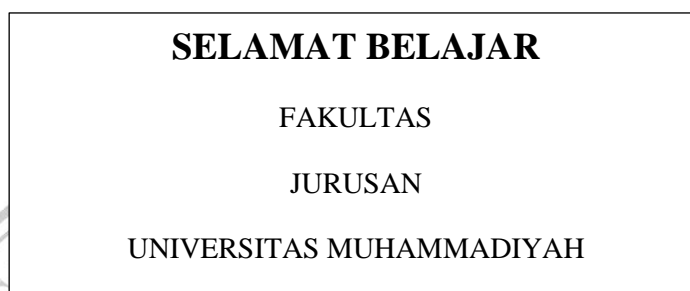 SELAMAT BELAJAR
FAKULTAS
JURUSAN
UNIVERSITAS MUHAMMADIYAH